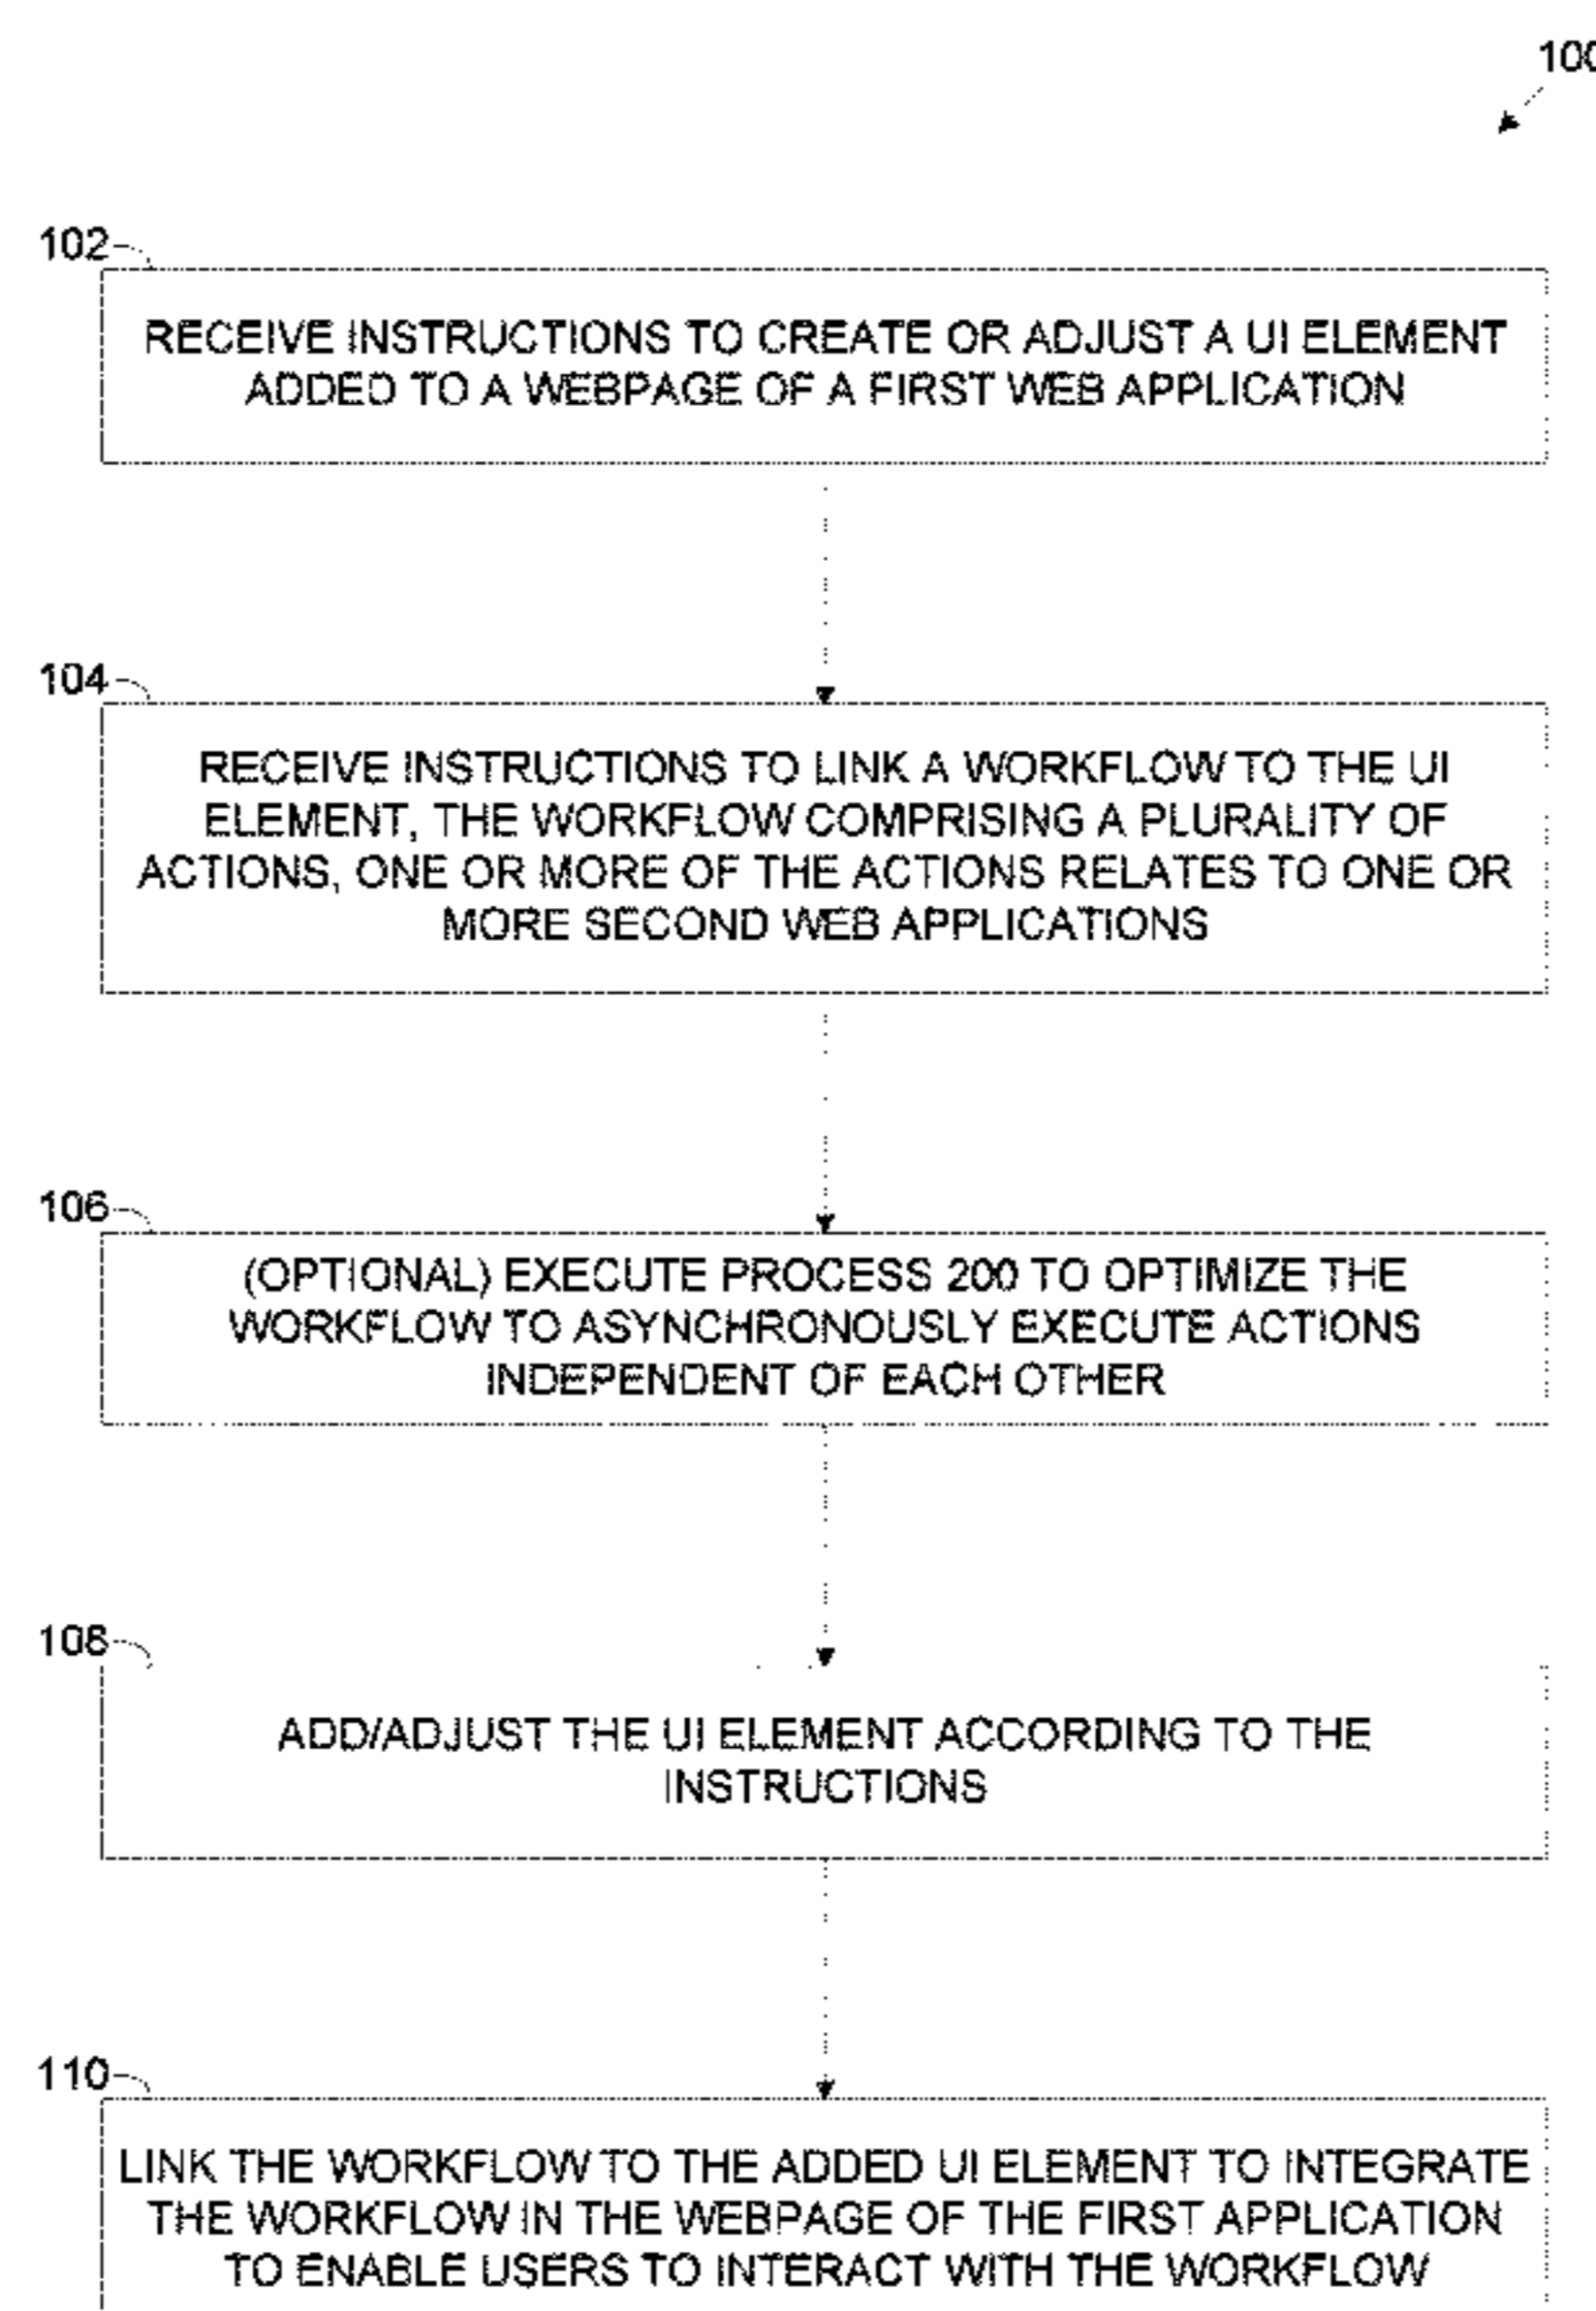 100
102
RECEIVE INSTRUCTIONS TO CREATE OR ADJUST A UI ELEMENT
ADDED TO A WEBPAGE OF A FIRST WEB APPLICATION
104
RECEIVE INSTRUCTIONS TO LINK A WORKFLOW TO THE UI
ELEMENT, THE WORKFLOW COMPRISING A PLURALITY OF
ACTIONS, ONE OR MORE OF THE ACTIONS RELATES TO ONE OR
MORE SECOND WEB APPLICATIONS
106
(OPTIONAL) EXECUTE PROCESS 200 TO OPTIMIZE THE
WORKFLOW TO ASYNCHRONOUSLY EXECUTE ACTIONS
INDEPENDENT OF EACH OTHER
108
ADD/ADJUST THE UI ELEMENT ACCORDING TO THE
INSTRUCTIONS
110
LINK THE WORKFLOW TO THE ADDED UI ELEMENT TO INTEGRATE
THE WORKFLOW IN THE WEBPAGE OF THE FIRST APPLICATION
TO ENABLE USERS TO INTERACT WITH THE WORKFLOW